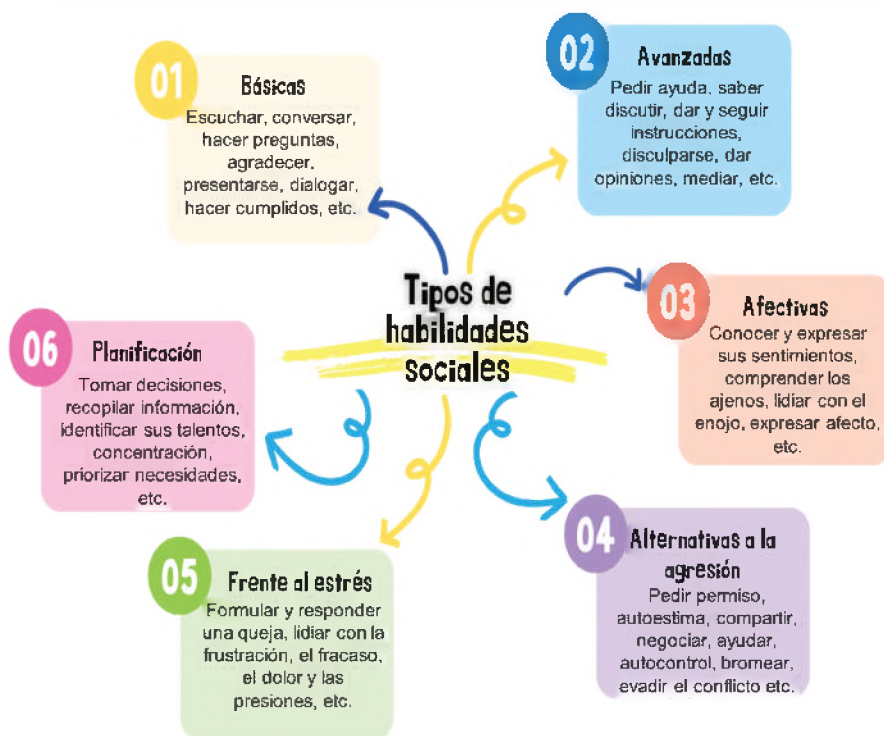 Tipos de
habilidades
sociales
01
Básicas
Escuchar, conversar,
hacer preguntas,
agradecer,
presentarse, dialogar,
hacer cumplidos, etc.
02
Avanzadas
Pedir ayuda, saber
discutir, dar y seguir
instrucciones,
disculparse, dar
opiniones, mediar, etc.
03
Afectivas
Conocer y expresar
sus sentimientos,
comprender los
ajenos, lidiar con el
enojo, expresar afecto,
etc.
04
Alternativas a la
agresión
Pedir permiso,
autoestima, compartir,
negociar, ayudar,
autocontrol, bromear,
evadir el conflicto etc.
05
Frente al estrés
Formular y responder
una queja, lidiar con la
frustración, el fracaso,
el dolor y las
presiones, etc.
06
Planificación
Tomar decisiones,
recopilar información,
identificar sus talentos,
concentración,
priorizar necesidades,
etc.